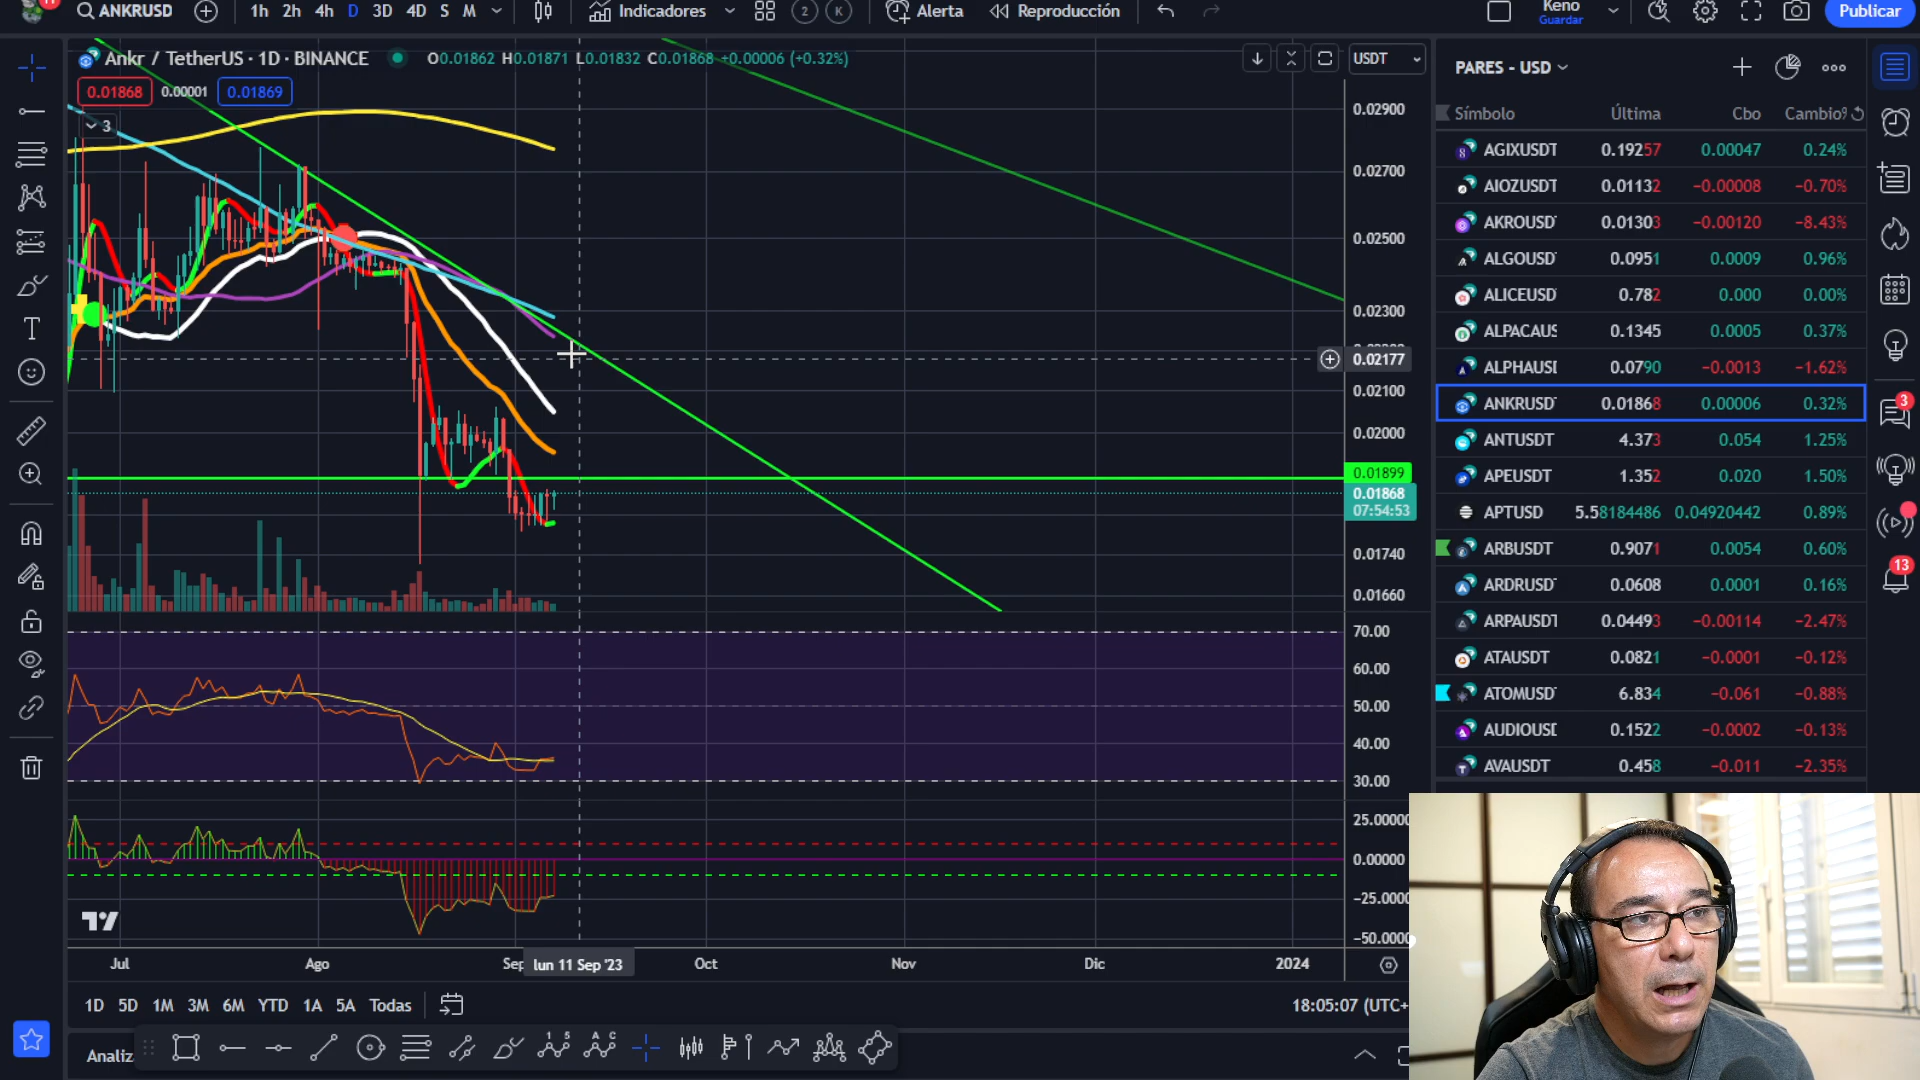 ANKRUSD
1h 2h 4h D 3D 4D S M
Indicadores
2 K
Alerta
Reproducción
Keno
Guardar
Publicar
Ankr / TetherUS · 1D · BINANCE
O0.01862 H0.01871 L0.01832 C0.01868 +0.00006 (+0.32%)
0.01868 0.00001 0.01869
3
USDT
0.02900
0.02700
0.02500
0.02300
0.02177
0.02100
0.02000
0.01899
0.01868
07:54:53
0.01740
0.01660
70.00
60.00
50.00
40.00
30.00
25.0000
0.00000
−25.0000
−50.0000
Jul
Ago
Sep
lun 11 Sep '23
Oct
Nov
Dic
2024
1D 5D 1M 3M 6M YTD 1A 5A Todas
18:05:07 (UTC+
Analiz
PARES - USD
Símbolo Última Cbo Cambio%
AGIXUSDT 0.19257 0.00047 0.24%
AIOZUSDT 0.01132 −0.00008 −0.70%
AKROUSD 0.01303 −0.00120 −8.43%
ALGOUSD 0.0951 0.0009 0.96%
ALICEUSD 0.782 0.000 0.00%
ALPACAUS 0.1345 0.0005 0.37%
ALPHAUSI 0.0790 −0.0013 −1.62%
ANKRUSD 0.01868 0.00006 0.32%
ANTUSDT 4.373 0.054 1.25%
APEUSDT 1.352 0.020 1.50%
APTUSD 5.58184486 0.04920442 0.89%
ARBUSDT 0.9071 0.0054 0.60%
ARDRUSD 0.0608 0.0001 0.16%
ARPAUSDT 0.04493 −0.00114 −2.47%
ATAUSDT 0.0821 −0.0001 −0.12%
ATOMUSD 6.834 −0.061 −0.88%
AUDIOUSD 0.1522 −0.0002 −0.13%
AVAUSDT 0.458 −0.011 −2.35%
3
13